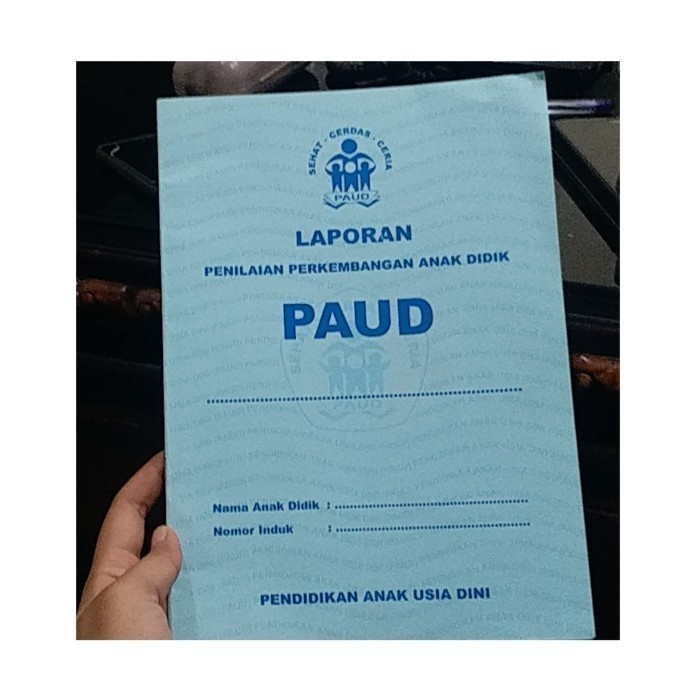 SEHAT - CERDAS - CERIA
PAUD
LAPORAN
PENILAIAN PERKEMBANGAN ANAK DIDIK
PAUD
Nama Anak Didik :
Nomor Induk :
PENDIDIKAN ANAK USIA DINI